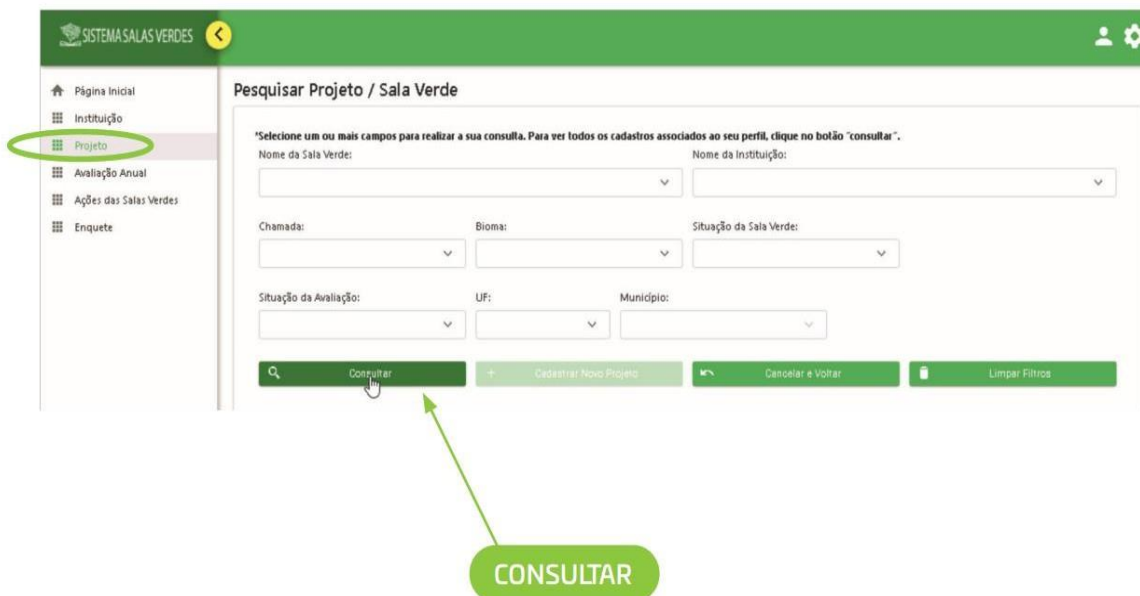 SISTEMA SALAS VERDES
Página Inicial
Instituição
Projeto
Avaliação Anual
Ações das Salas Verdes
Enquete
Pesquisar Projeto / Sala Verde
*Selecione um ou mais campos para realizar a sua consulta. Para ver todos os cadastros associados ao seu perfil, clique no botão "consultar".
Nome da Sala Verde: Nome da Instituição:
Chamada: Bioma: Situação da Sala Verde:
Situação da Avaliação: UF: Município:
Consultar + Cadastrar Novo Projeto Cancelar e Voltar Limpar Filtros
CONSULTAR